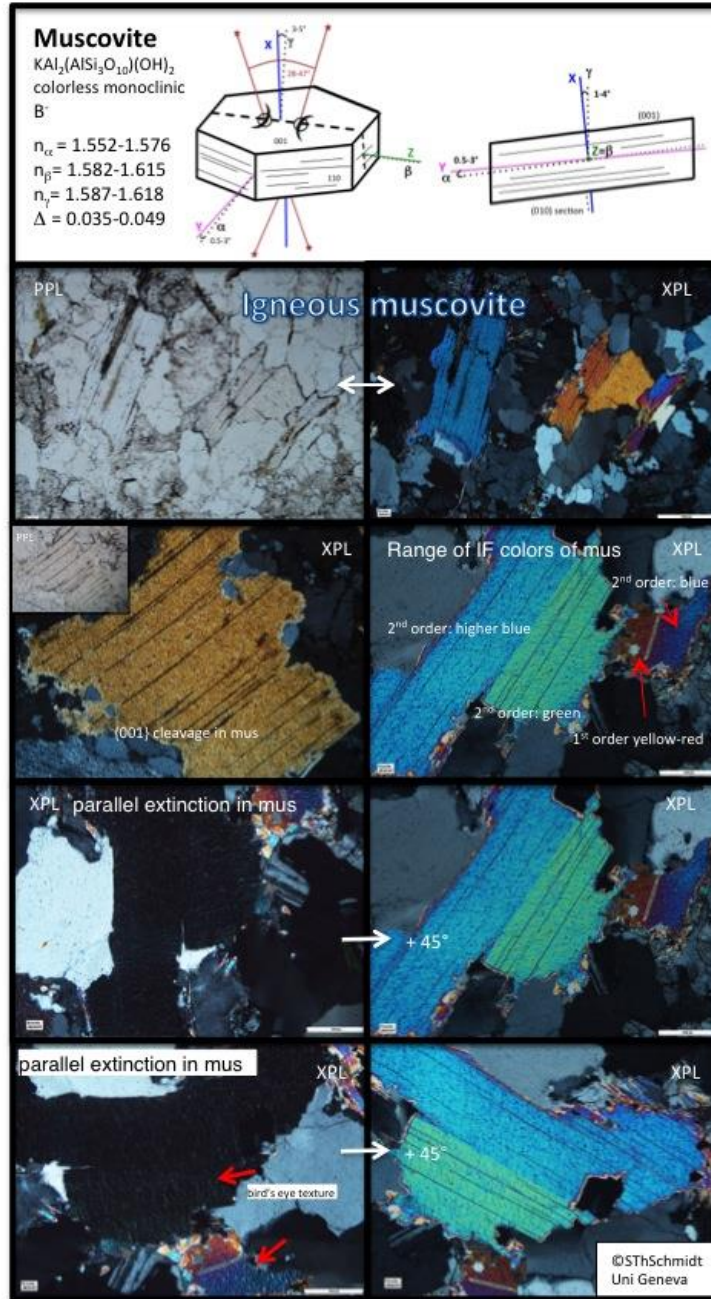 Muscovite
KAl₂(AlSi₃O₁₀)(OH)₂
colorless monoclinic
B⁻
nα = 1.552-1.576
nβ = 1.582-1.615
nγ = 1.587-1.618
Δ = 0.035-0.049
3-5°
X
γ
28-47°
001
110
Z
β
Y
α
0.5-3°
X
γ
1-4°
(001)
0.5-3°
Y
α
Z=β
(010) section
PPL
Igneous muscovite
XPL
PPL
XPL
{001} cleavage in mus
Range of IF colors of mus
XPL
2nd order: blue
2nd order: higher blue
2nd order: green
1st order yellow-red
XPL parallel extinction in mus
XPL
+ 45°
parallel extinction in mus
XPL
bird's eye texture
XPL
+ 45°
©SThSchmidt
Uni Geneva